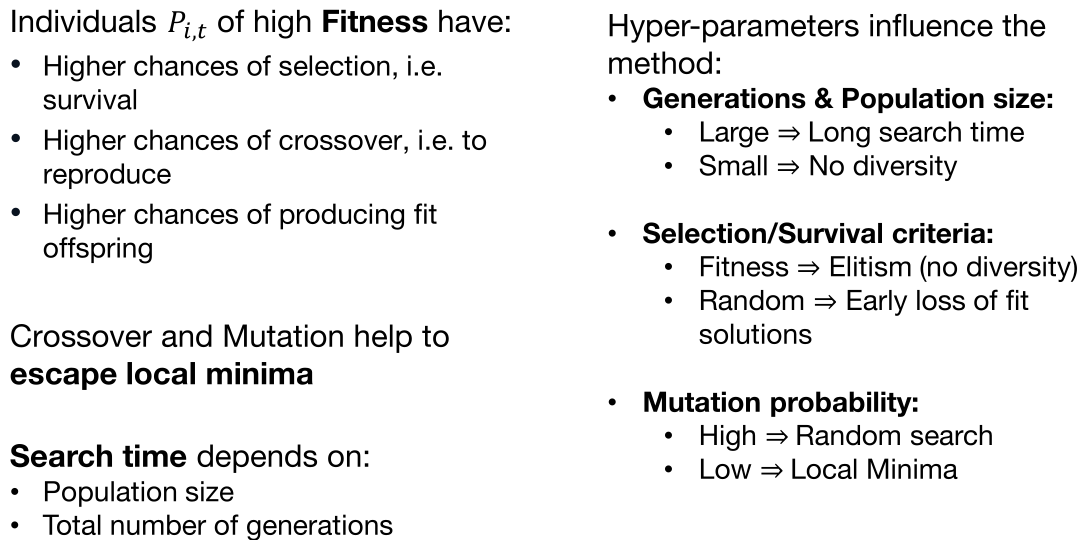 Individuals P_{i,t} of high Fitness have:
• Higher chances of selection, i.e.
survival
• Higher chances of crossover, i.e. to
reproduce
• Higher chances of producing fit
offspring
Crossover and Mutation help to
escape local minima
Search time depends on:
• Population size
• Total number of generations
Hyper-parameters influence the
method:
• Generations & Population size:
• Large ⇒ Long search time
• Small ⇒ No diversity
• Selection/Survival criteria:
• Fitness ⇒ Elitism (no diversity)
• Random ⇒ Early loss of fit
solutions
• Mutation probability:
• High ⇒ Random search
• Low ⇒ Local Minima